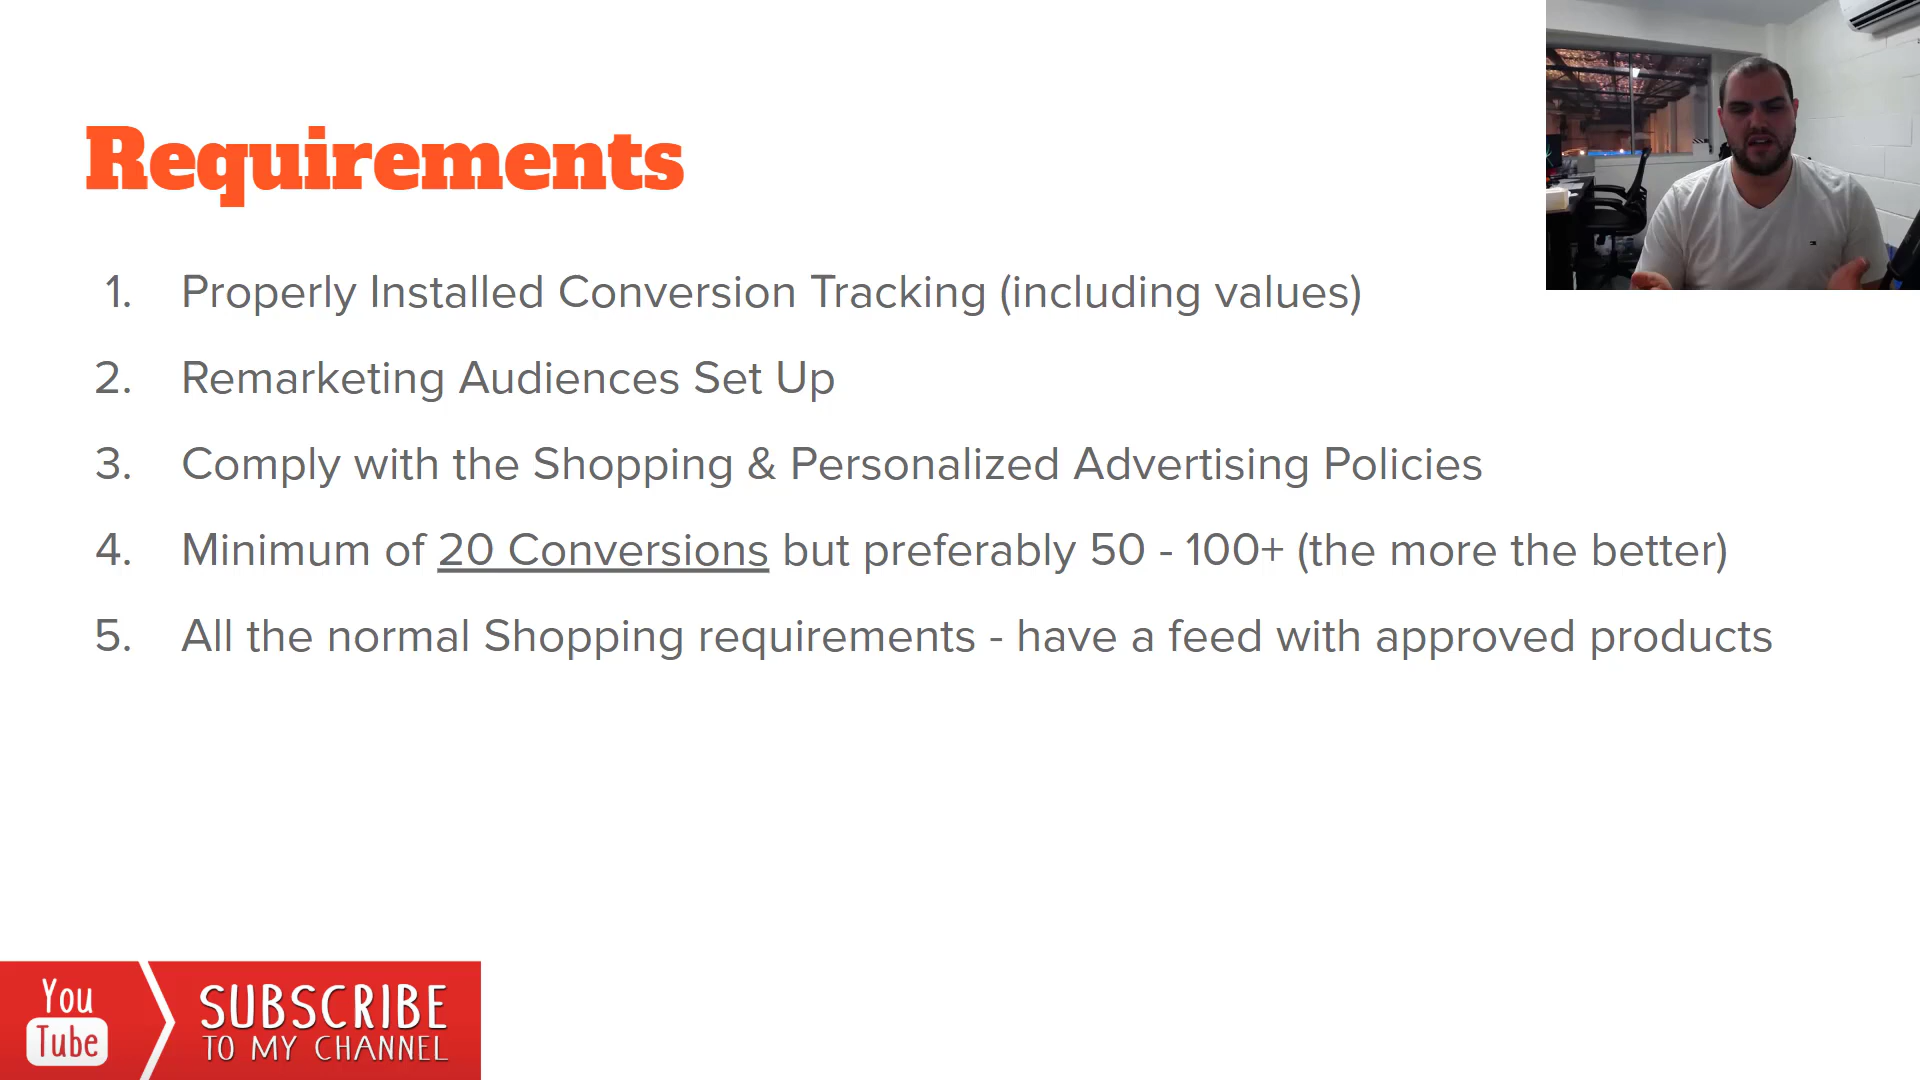 Requirements
1. Properly Installed Conversion Tracking (including values)
2. Remarketing Audiences Set Up
3. Comply with the Shopping & Personalized Advertising Policies
4. Minimum of 20 Conversions but preferably 50 - 100+ (the more the better)
5. All the normal Shopping requirements - have a feed with approved products
You
Tube
SUBSCRIBE
TO MY CHANNEL